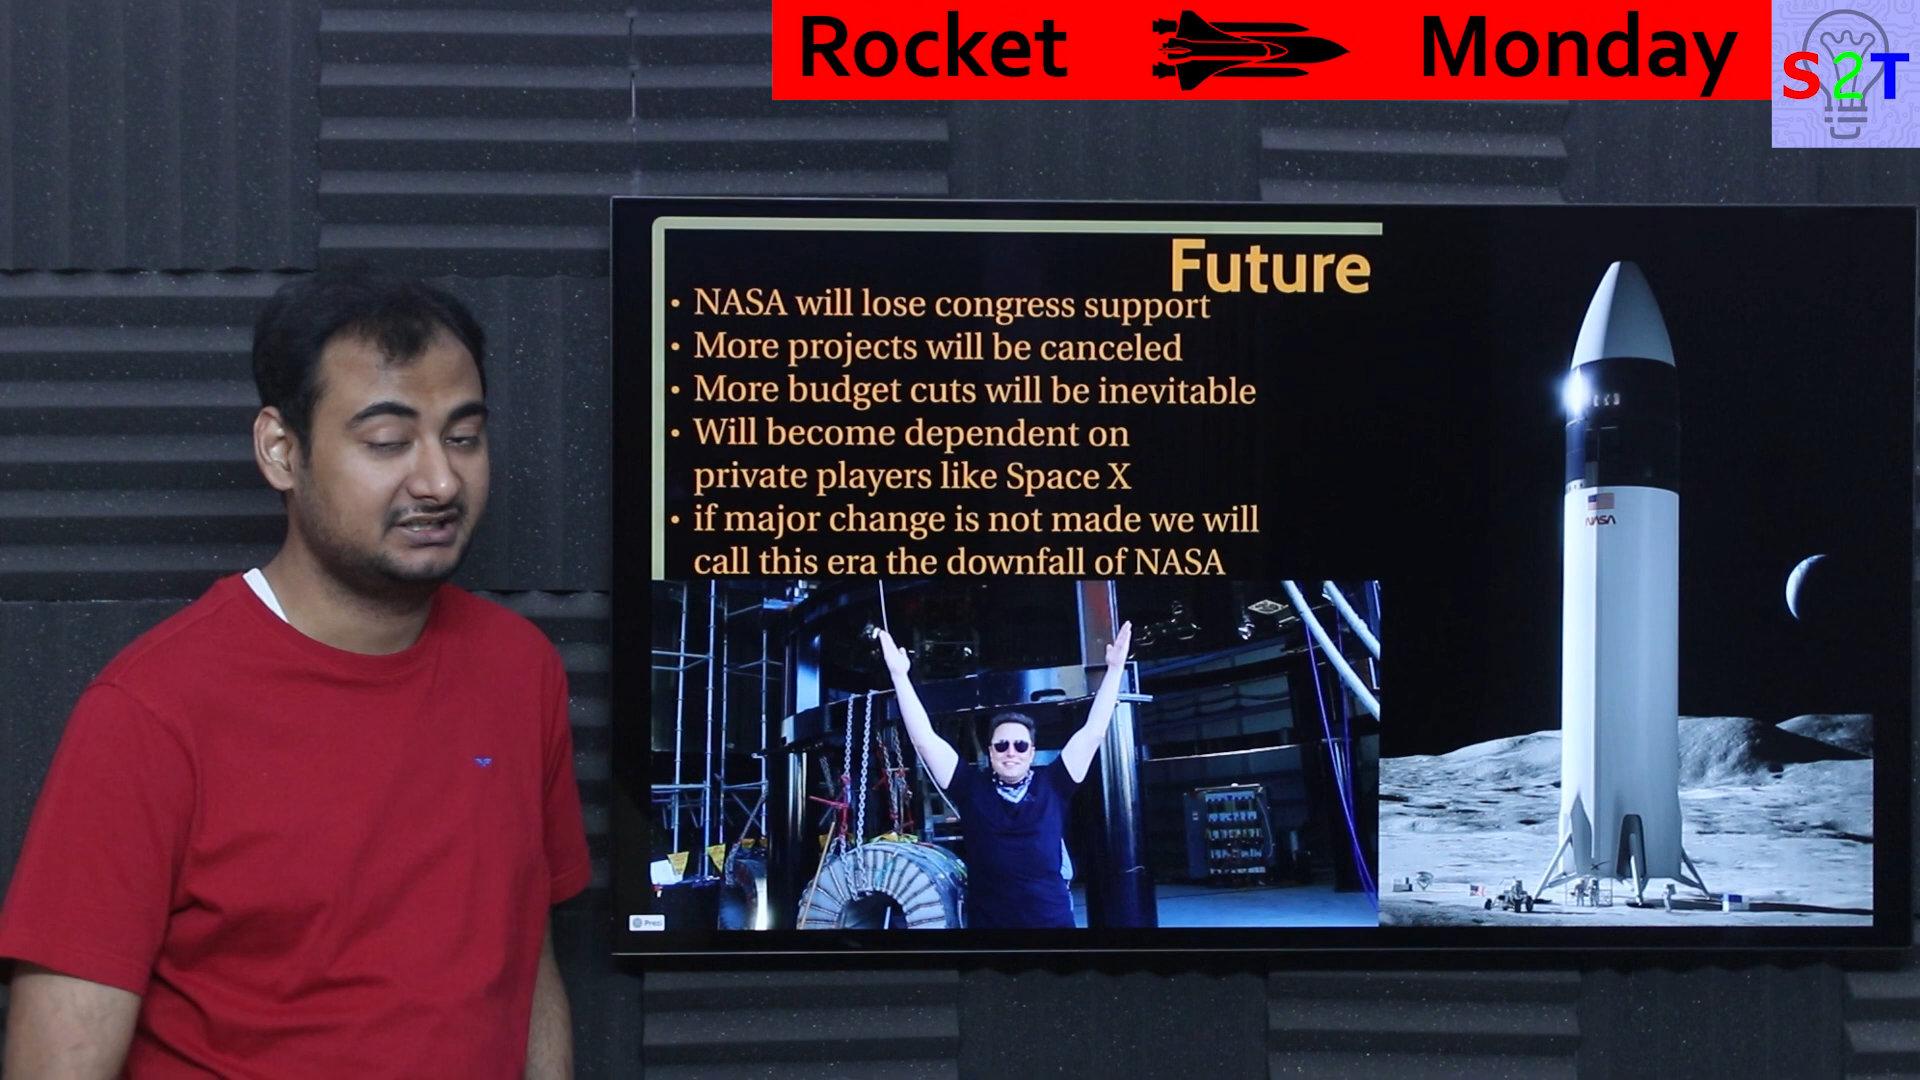 Rocket Monday
S2T
Future
• NASA will lose congress support
• More projects will be canceled
• More budget cuts will be inevitable
• Will become dependent on
private players like Space X
• if major change is not made we will
call this era the downfall of NASA
NASA
Prezi